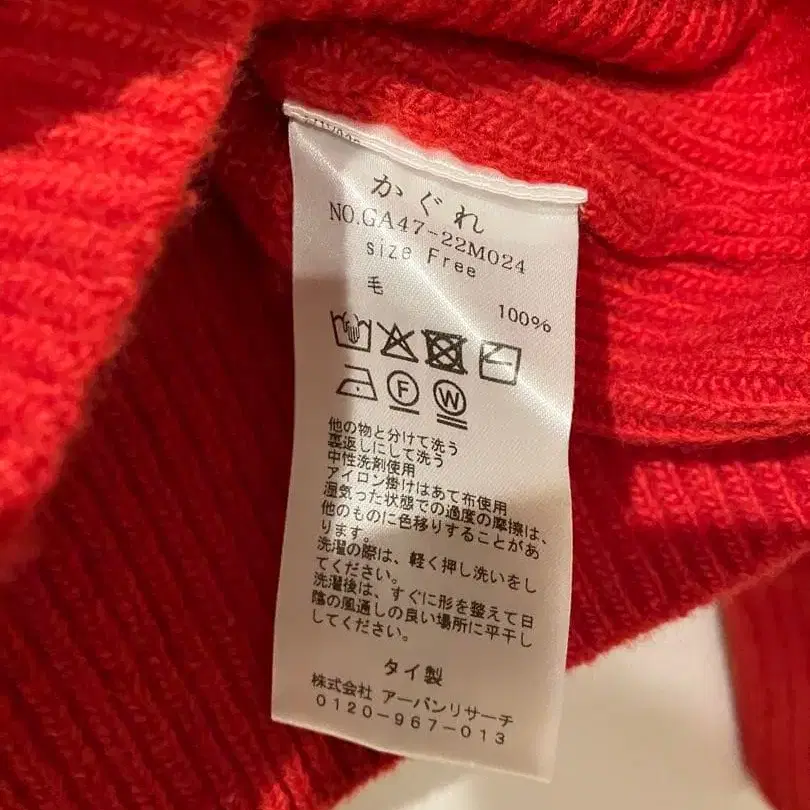 かぐれ
NO.GA47-22M024
size Free
毛 100%
F W
他の物と分けて洗う
裏返しにして洗う
中性洗剤使用
アイロン掛けはあて布使用
湿気った状態での過度の摩擦は、
他のものに色移りすることがあ
ります。
洗濯の際は、軽く押し洗いをし
てください。
洗濯後は、すぐに形を整えて日
陰の風通しの良い場所に平干し
してください。
タイ製
株式会社 アーバンリサーチ
0120-967-013